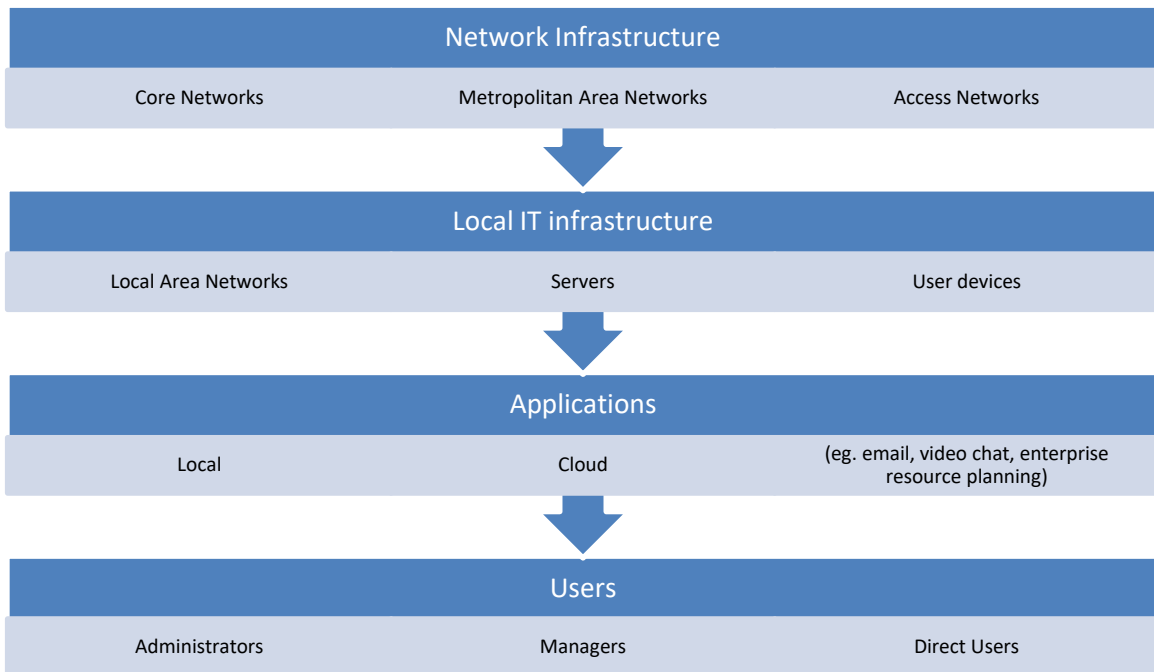 Network Infrastructure
Core Networks
Metropolitan Area Networks
Access Networks
Local IT infrastructure
Local Area Networks
Servers
User devices
Applications
Local
Cloud
(eg. email, video chat, enterprise
resource planning)
Users
Administrators
Managers
Direct Users